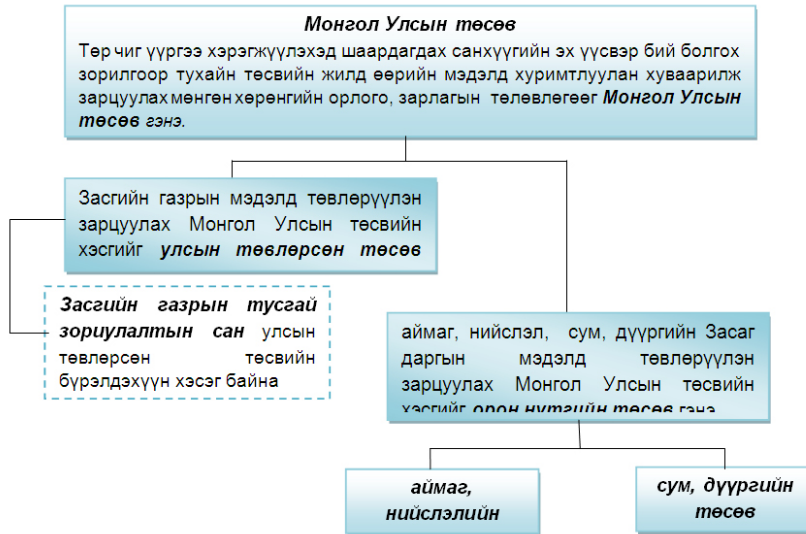 Монгол Улсын төсөв
Төр чиг үүргээ хэрэгжүүлэхэд шаардагдах санхүүгийн эх үүсвэр бий болгох
зорилгоор тухайн төсвийн жилд өөрийн мэдэлд хуримтлуулан хуваарилж
зарцуулах мөнгөн хөрөнгийн орлого, зарлагын төлөвлөгөөг Монгол Улсын
төсөв гэнэ.
Засгийн газрын мэдэлд төвлөрүүлэн
зарцуулах Монгол Улсын төсвийн
хэсгийг улсын төвлөрсөн төсөв
Засгийн газрын тусгай
зориулалтын сан улсын
төвлөрсөн төсвийн
бүрэлдэхүүн хэсэг байна
аймаг, нийслэл, сум, дүүргийн Засаг
даргын мэдэлд төвлөрүүлэн
зарцуулах Монгол Улсын төсвийн
хэсгийг орон нутгийн төсөв гэнэ
аймаг,
нийслэлийн
сум, дүүргийн
төсөв